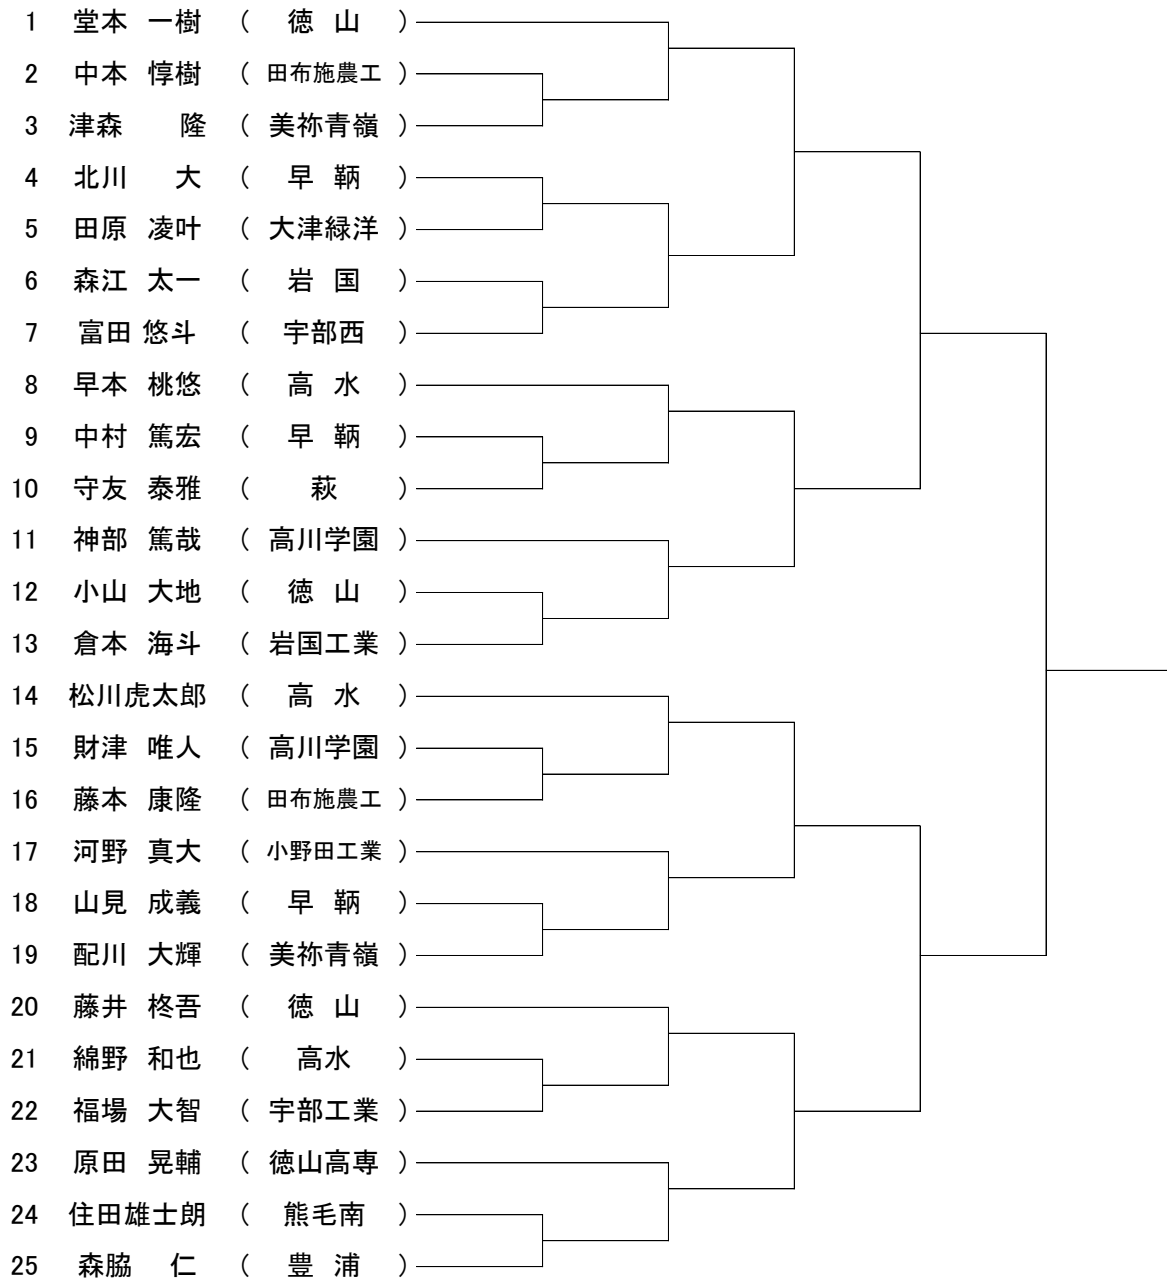 1 堂本 一樹 ( 徳 山 )
2 中本 惇樹 ( 田布施農工 )
3 津森 隆 ( 美祢青嶺 )
4 北川 大 ( 早 鞆 )
5 田原 凌叶 ( 大津緑洋 )
6 森江 太一 ( 岩 国 )
7 富田 悠斗 ( 宇部西 )
8 早本 桃悠 ( 高 水 )
9 中村 篤宏 ( 早 鞆 )
10 守友 泰雅 ( 萩 )
11 神部 篤哉 ( 高川学園 )
12 小山 大地 ( 徳 山 )
13 倉本 海斗 ( 岩国工業 )
14 松川虎太郎 ( 高 水 )
15 財津 唯人 ( 高川学園 )
16 藤本 康隆 ( 田布施農工 )
17 河野 真大 ( 小野田工業 )
18 山見 成義 ( 早 鞆 )
19 配川 大輝 ( 美祢青嶺 )
20 藤井 柊吾 ( 徳 山 )
21 綿野 和也 ( 高水 )
22 福場 大智 ( 宇部工業 )
23 原田 晃輔 ( 徳山高専 )
24 住田雄士朗 ( 熊毛南 )
25 森脇 仁 ( 豊 浦 )